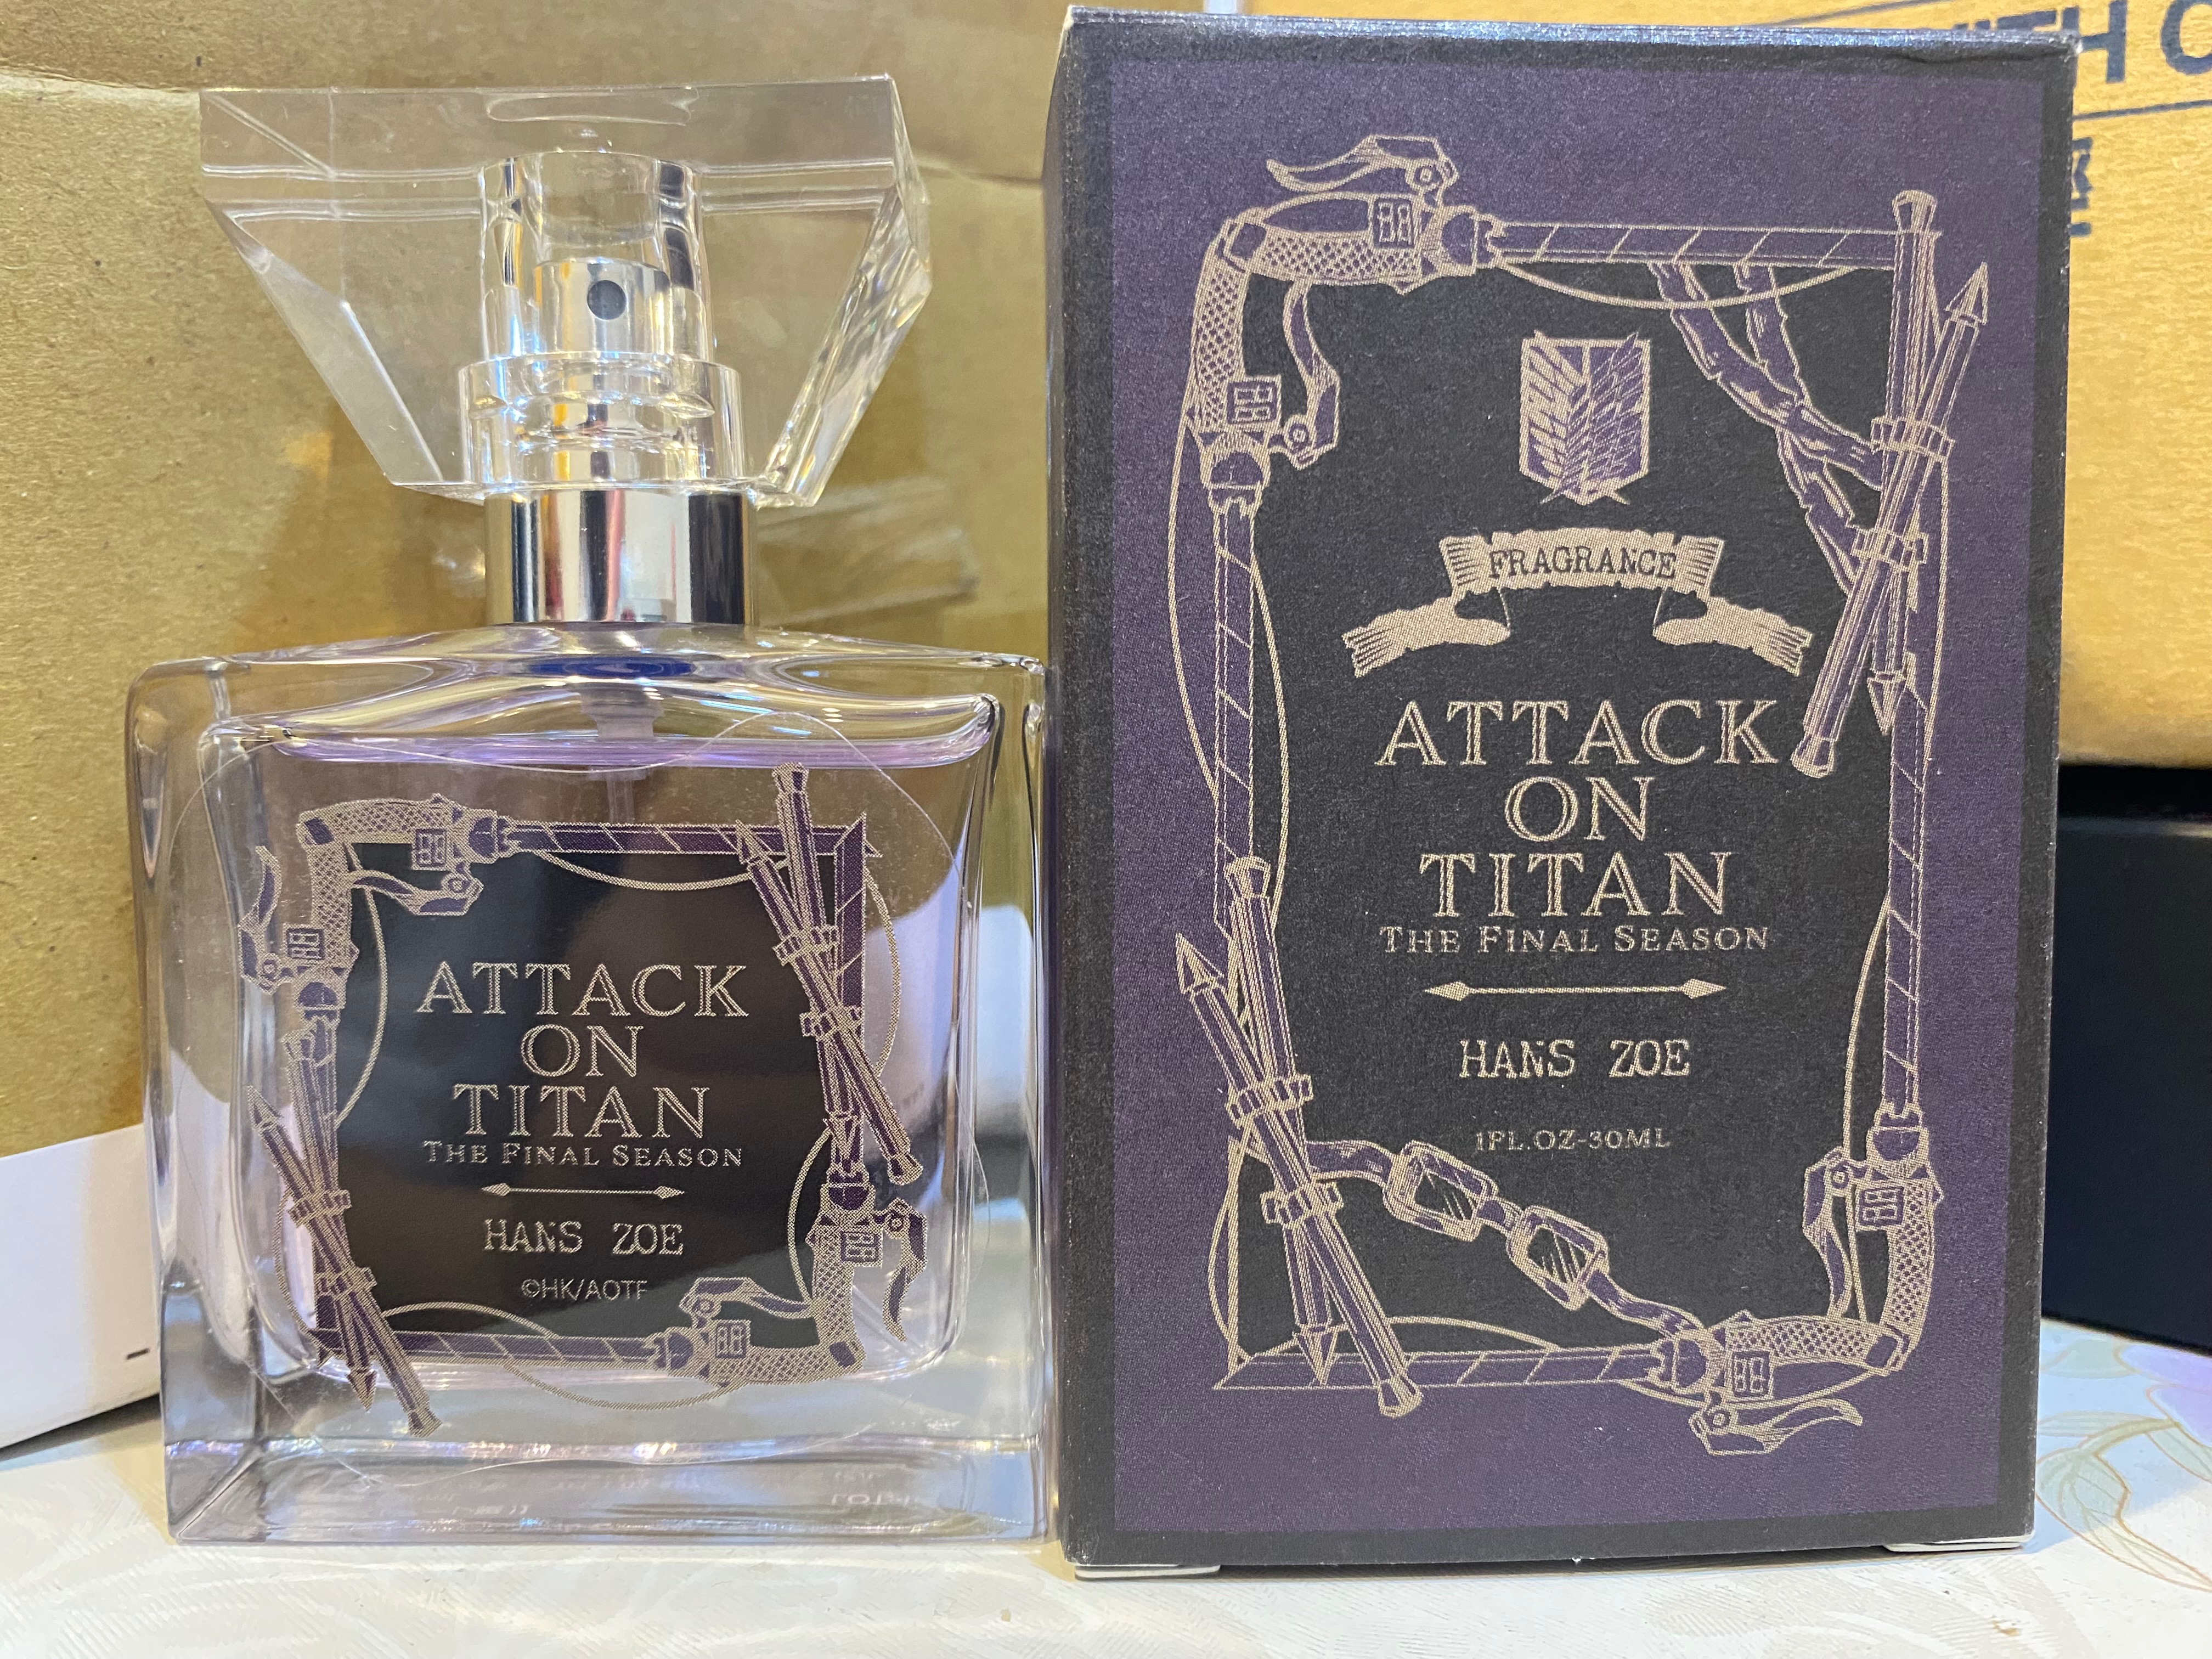 ATTACK
ON
TITAN
THE FINAL SEASON
HANS ZOE
©HK/AOTF
FRAGRANCE
ATTACK
ON
TITAN
THE FINAL SEASON
HANS ZOE
1FL.OZ-30ML